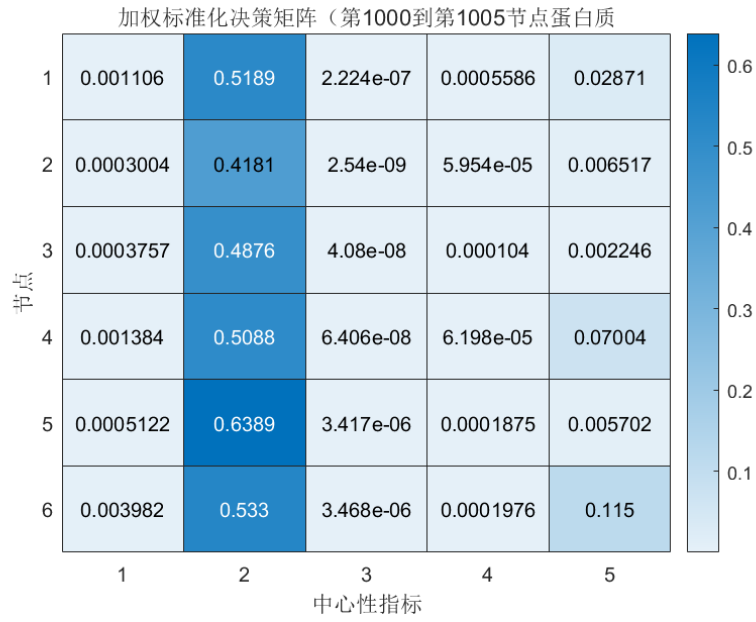 加权标准化决策矩阵（第1000到第1005节点蛋白质
1 0.001106 0.5189 2.224e-07 0.0005586 0.02871
2 0.0003004 0.4181 2.54e-09 5.954e-05 0.006517
3 0.0003757 0.4876 4.08e-08 0.000104 0.002246
4 0.001384 0.5088 6.406e-08 6.198e-05 0.07004
5 0.0005122 0.6389 3.417e-06 0.0001875 0.005702
6 0.003982 0.533 3.468e-06 0.0001976 0.115
1 2 3 4 5
节点
中心性指标
0.6
0.5
0.4
0.3
0.2
0.1